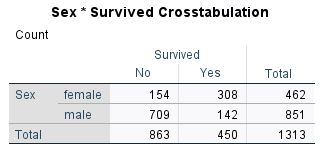 Sex * Survived Crosstabulation
Count
Survived
No Yes Total
Sex female 154 308 462
male 709 142 851
Total 863 450 1313